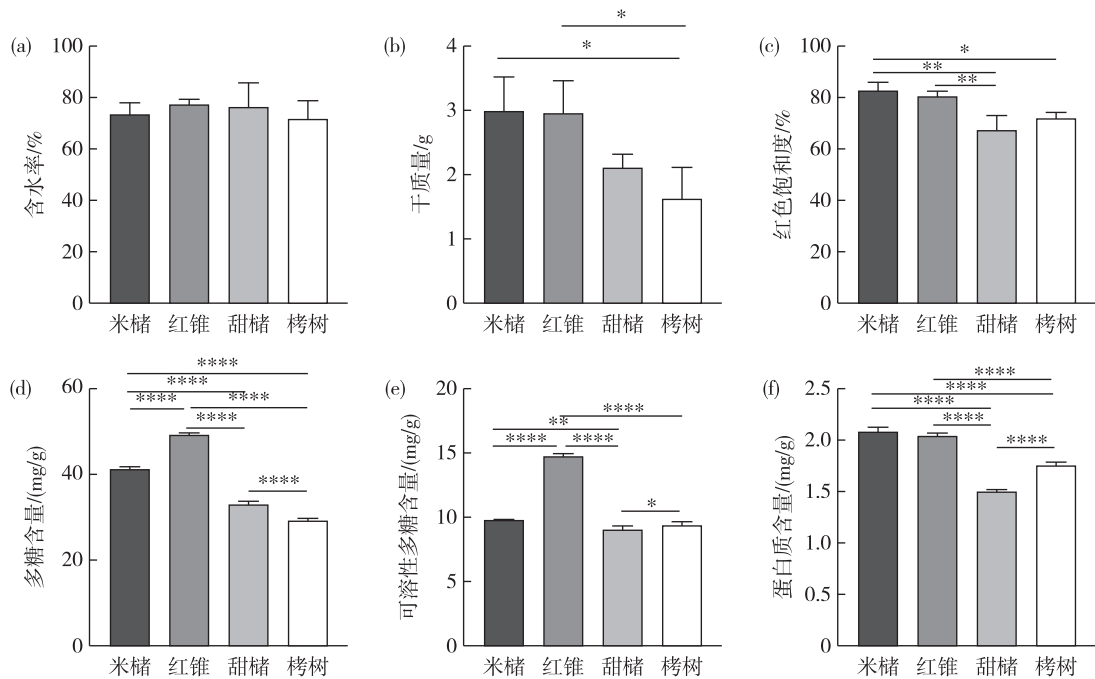 (a)
100
80
60
40
20
0
含水率/%
米槠 红锥 甜槠 栲树
(b)
*
*
4
3
2
1
0
干质量/g
米槠 红锥 甜槠 栲树
(c)
*
**
**
100
80
60
40
20
0
红色饱和度/%
米槠 红锥 甜槠 栲树
(d)
****
****
**** ****
****
****
60
40
20
0
多糖含量/(mg/g)
米槠 红锥 甜槠 栲树
(e)
****
**
**** ****
*
20
15
10
5
0
可溶性多糖含量/(mg/g)
米槠 红锥 甜槠 栲树
(f)
****
****
****
****
****
2.5
2.0
1.5
1.0
0.5
0
蛋白质含量/(mg/g)
米槠 红锥 甜槠 栲树